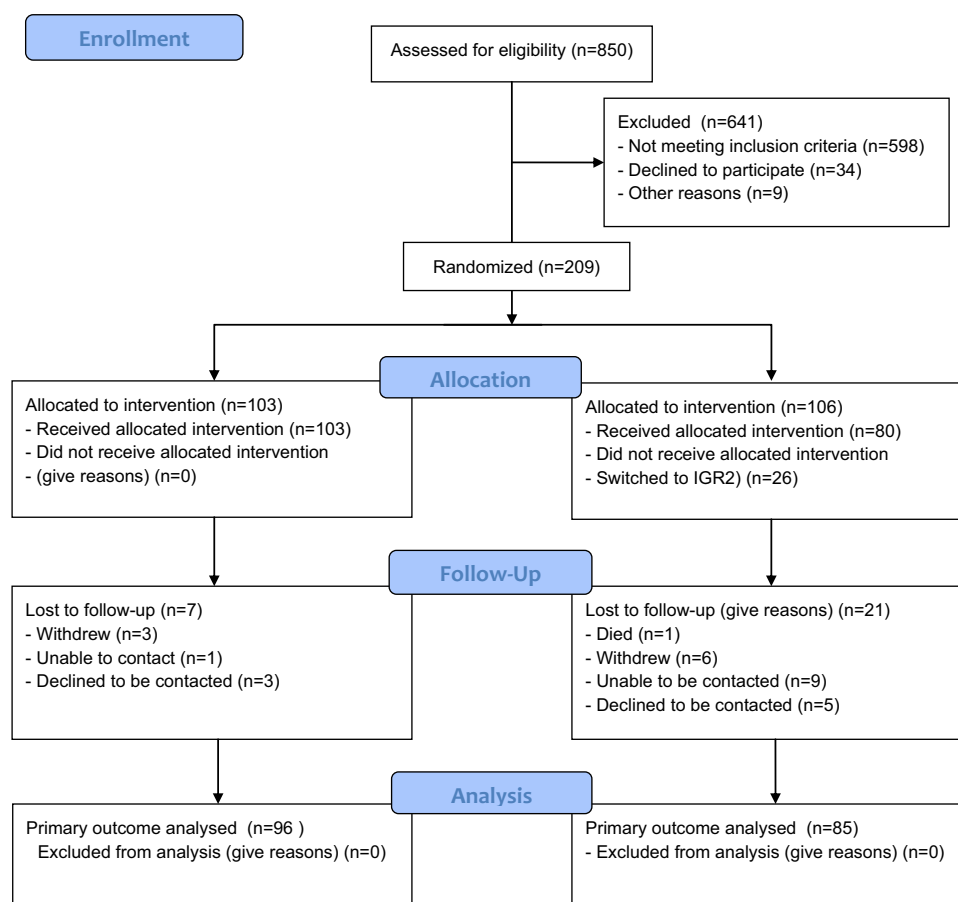 Enrollment
Assessed for eligibility (n=850)
Excluded (n=641)
- Not meeting inclusion criteria (n=598)
- Declined to participate (n=34)
- Other reasons (n=9)
Randomized (n=209)
Allocation
Allocated to intervention (n=103)
- Received allocated intervention (n=103)
- Did not receive allocated intervention
- (give reasons) (n=0)
Allocated to intervention (n=106)
- Received allocated intervention (n=80)
- Did not receive allocated intervention
- Switched to IGR2) (n=26)
Follow-Up
Lost to follow-up (n=7)
- Withdrew (n=3)
- Unable to contact (n=1)
- Declined to be contacted (n=3)
Lost to follow-up (give reasons) (n=21)
- Died (n=1)
- Withdrew (n=6)
- Unable to be contacted (n=9)
- Declined to be contacted (n=5)
Analysis
Primary outcome analysed (n=96 )
Excluded from analysis (give reasons) (n=0)
Primary outcome analysed (n=85)
- Excluded from analysis (give reasons) (n=0)